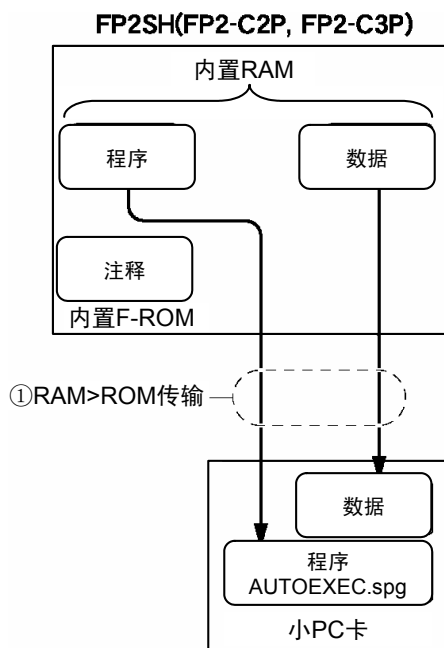 FP2SH(FP2-C2P, FP2-C3P)
内置RAM
程序
数据
注释
内置F-ROM
①RAM>ROM传输
数据
程序
AUTOEXEC.spg
小PC卡